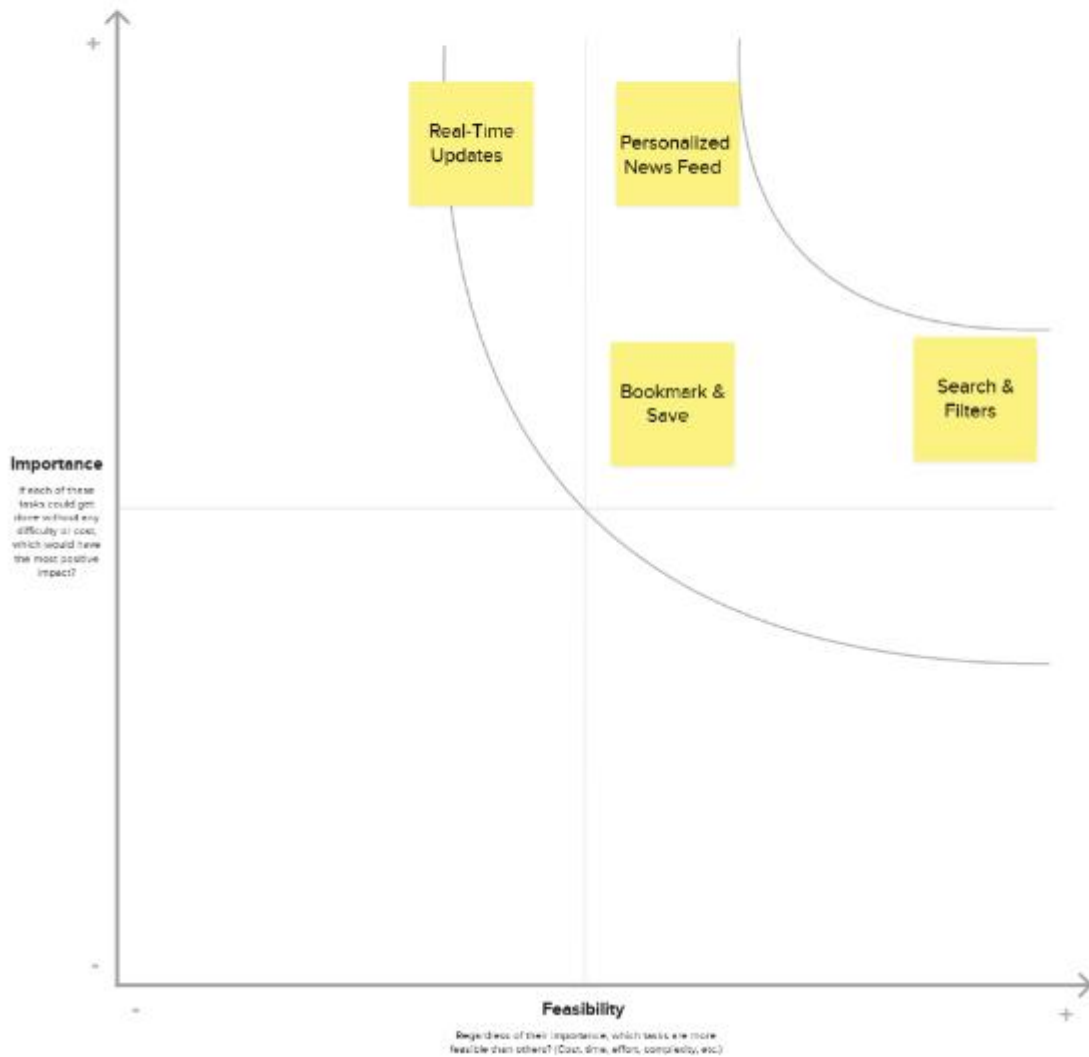 +
Real-Time
Updates
Personalized
News Feed
Bookmark &
Save
Search &
Filters
Importance
If each of these
tasks could get
done without any
difficulty or cost,
which would have
the most positive
impact?
-
-
Feasibility
+
Regardless of their importance, which tasks are more
feasible than others? (Cost, time, effort, complexity, etc.)